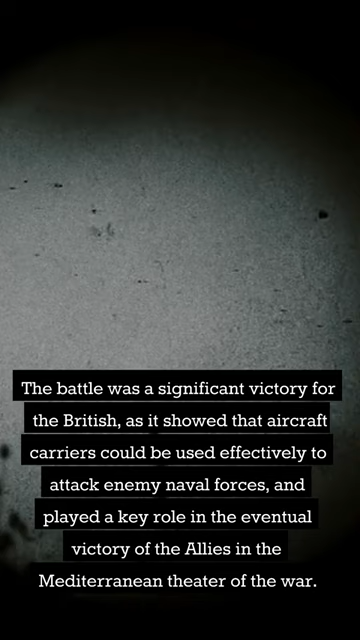 The battle was a significant victory for
the British, as it showed that aircraft
carriers could be used effectively to
attack enemy naval forces, and
played a key role in the eventual
victory of the Allies in the
Mediterranean theater of the war.